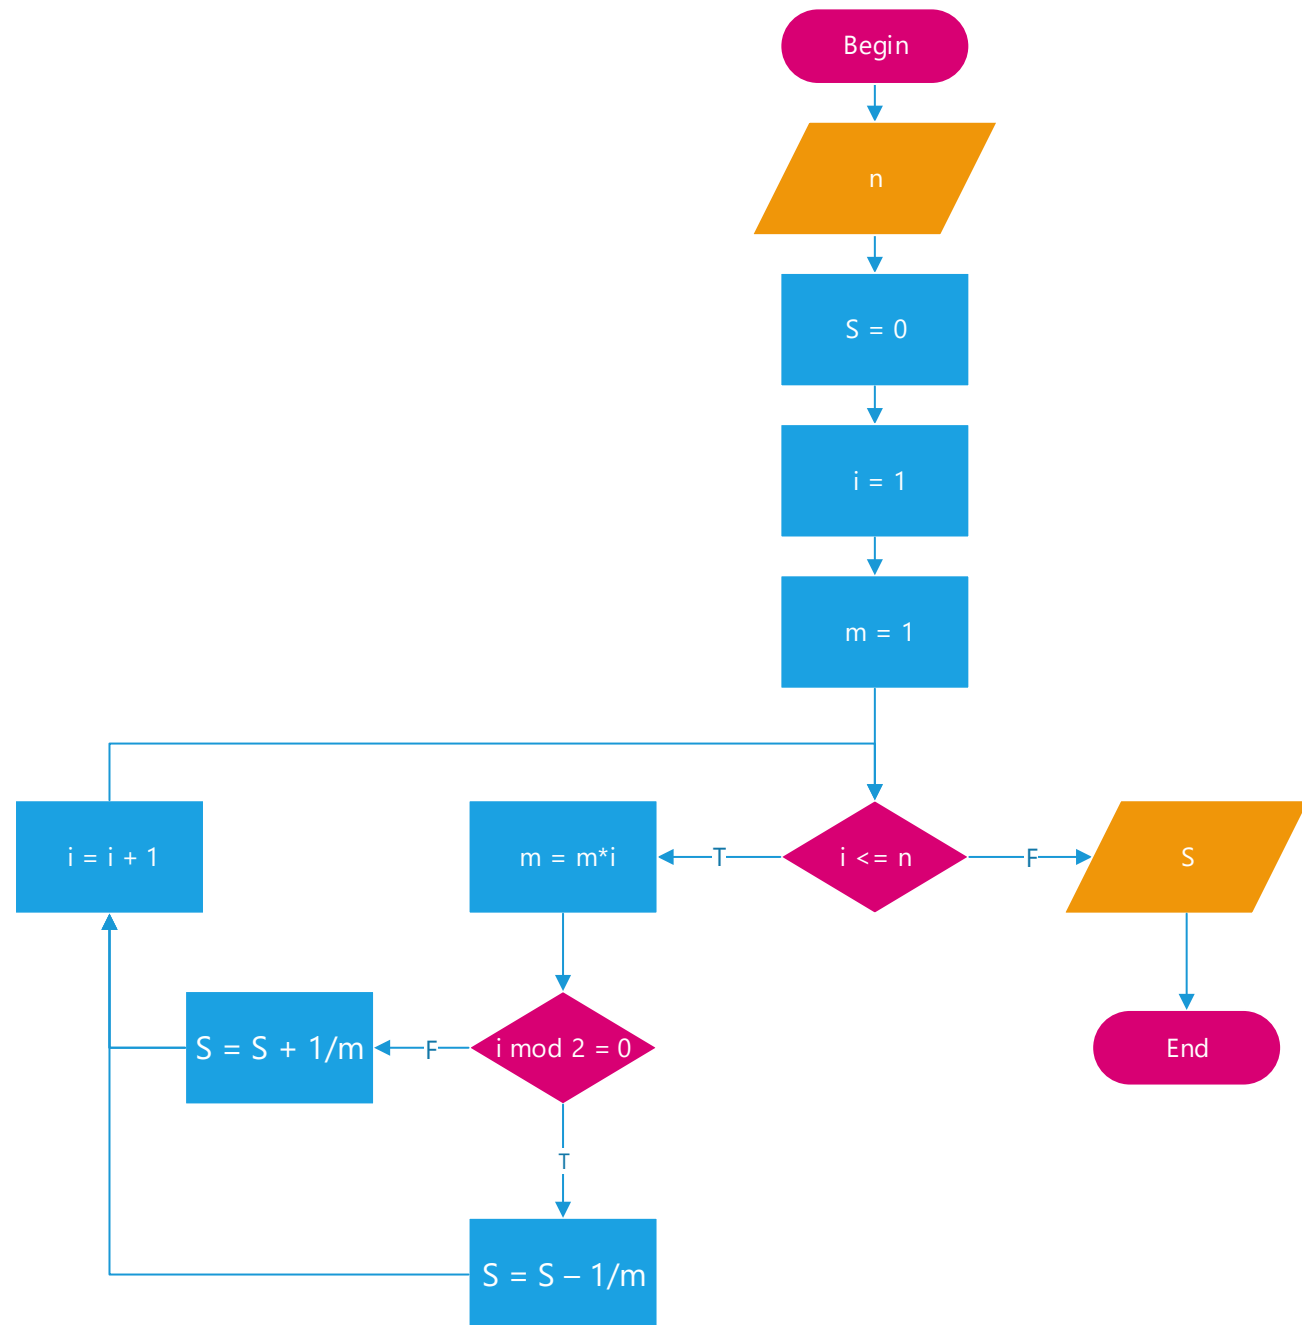 Begin
n
S = 0
i = 1
m = 1
i = i + 1
m = m*i
T
i <= n
F
S
S = S + 1/m
F
i mod 2 = 0
End
T
S = S – 1/m